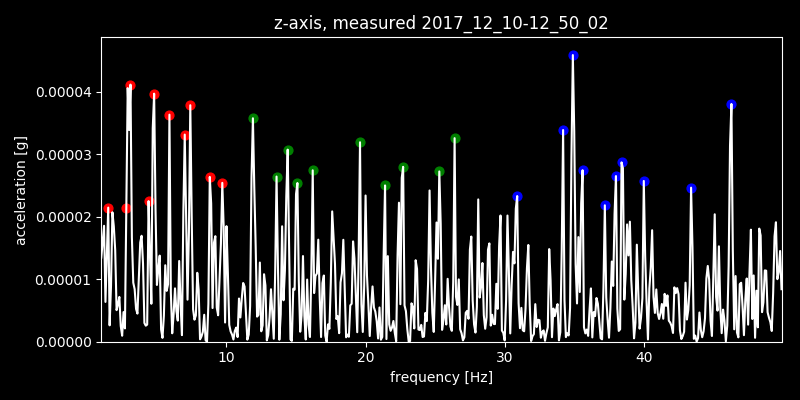 z-axis, measured 2017_12_10-12_50_02
acceleration [g]
0.00004
0.00003
0.00002
0.00001
0.00000
10 20 30 40
frequency [Hz]